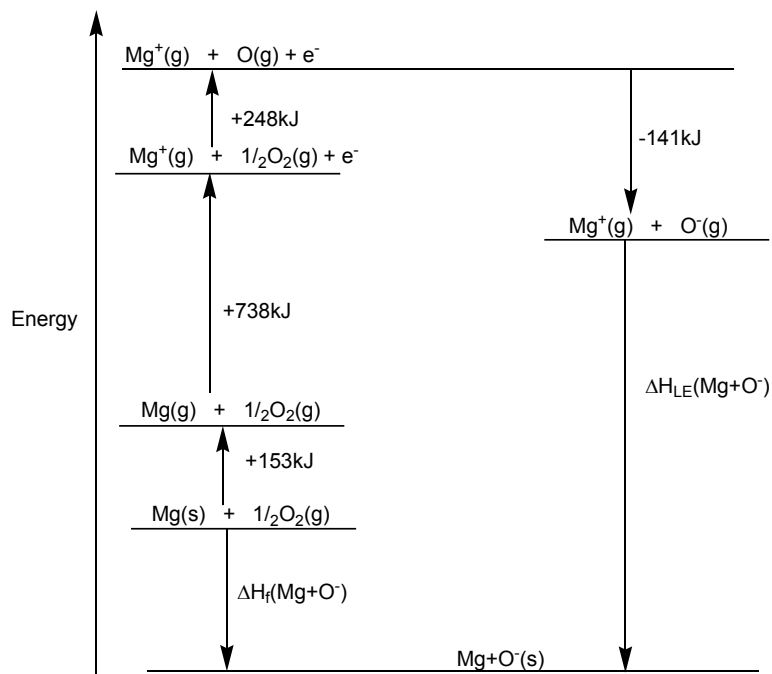 Mg⁺(g) + O(g) + e⁻
+248kJ
-141kJ
Mg⁺(g) + 1/₂O₂(g) + e⁻
Mg⁺(g) + O⁻(g)
Energy
+738kJ
ΔH_LE(Mg+O⁻)
Mg(g) + 1/₂O₂(g)
+153kJ
Mg(s) + 1/₂O₂(g)
ΔH_f(Mg+O⁻)
Mg+O⁻(s)